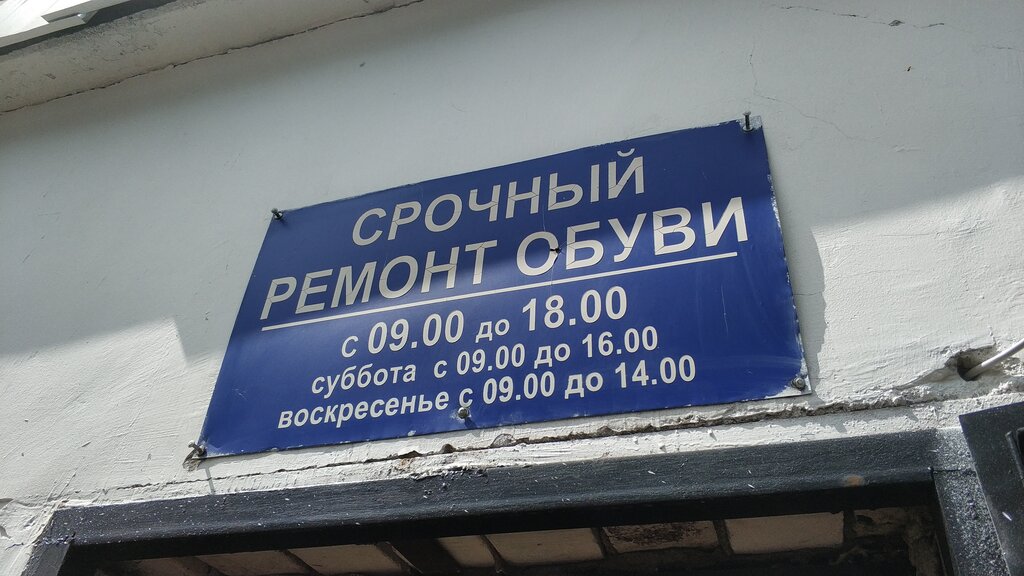 СРОЧНЫЙ
РЕМОНТ ОБУВИ
с 09.00 до 18.00
суббота с 09.00 до 16.00
воскресенье с 09.00 до 14.00